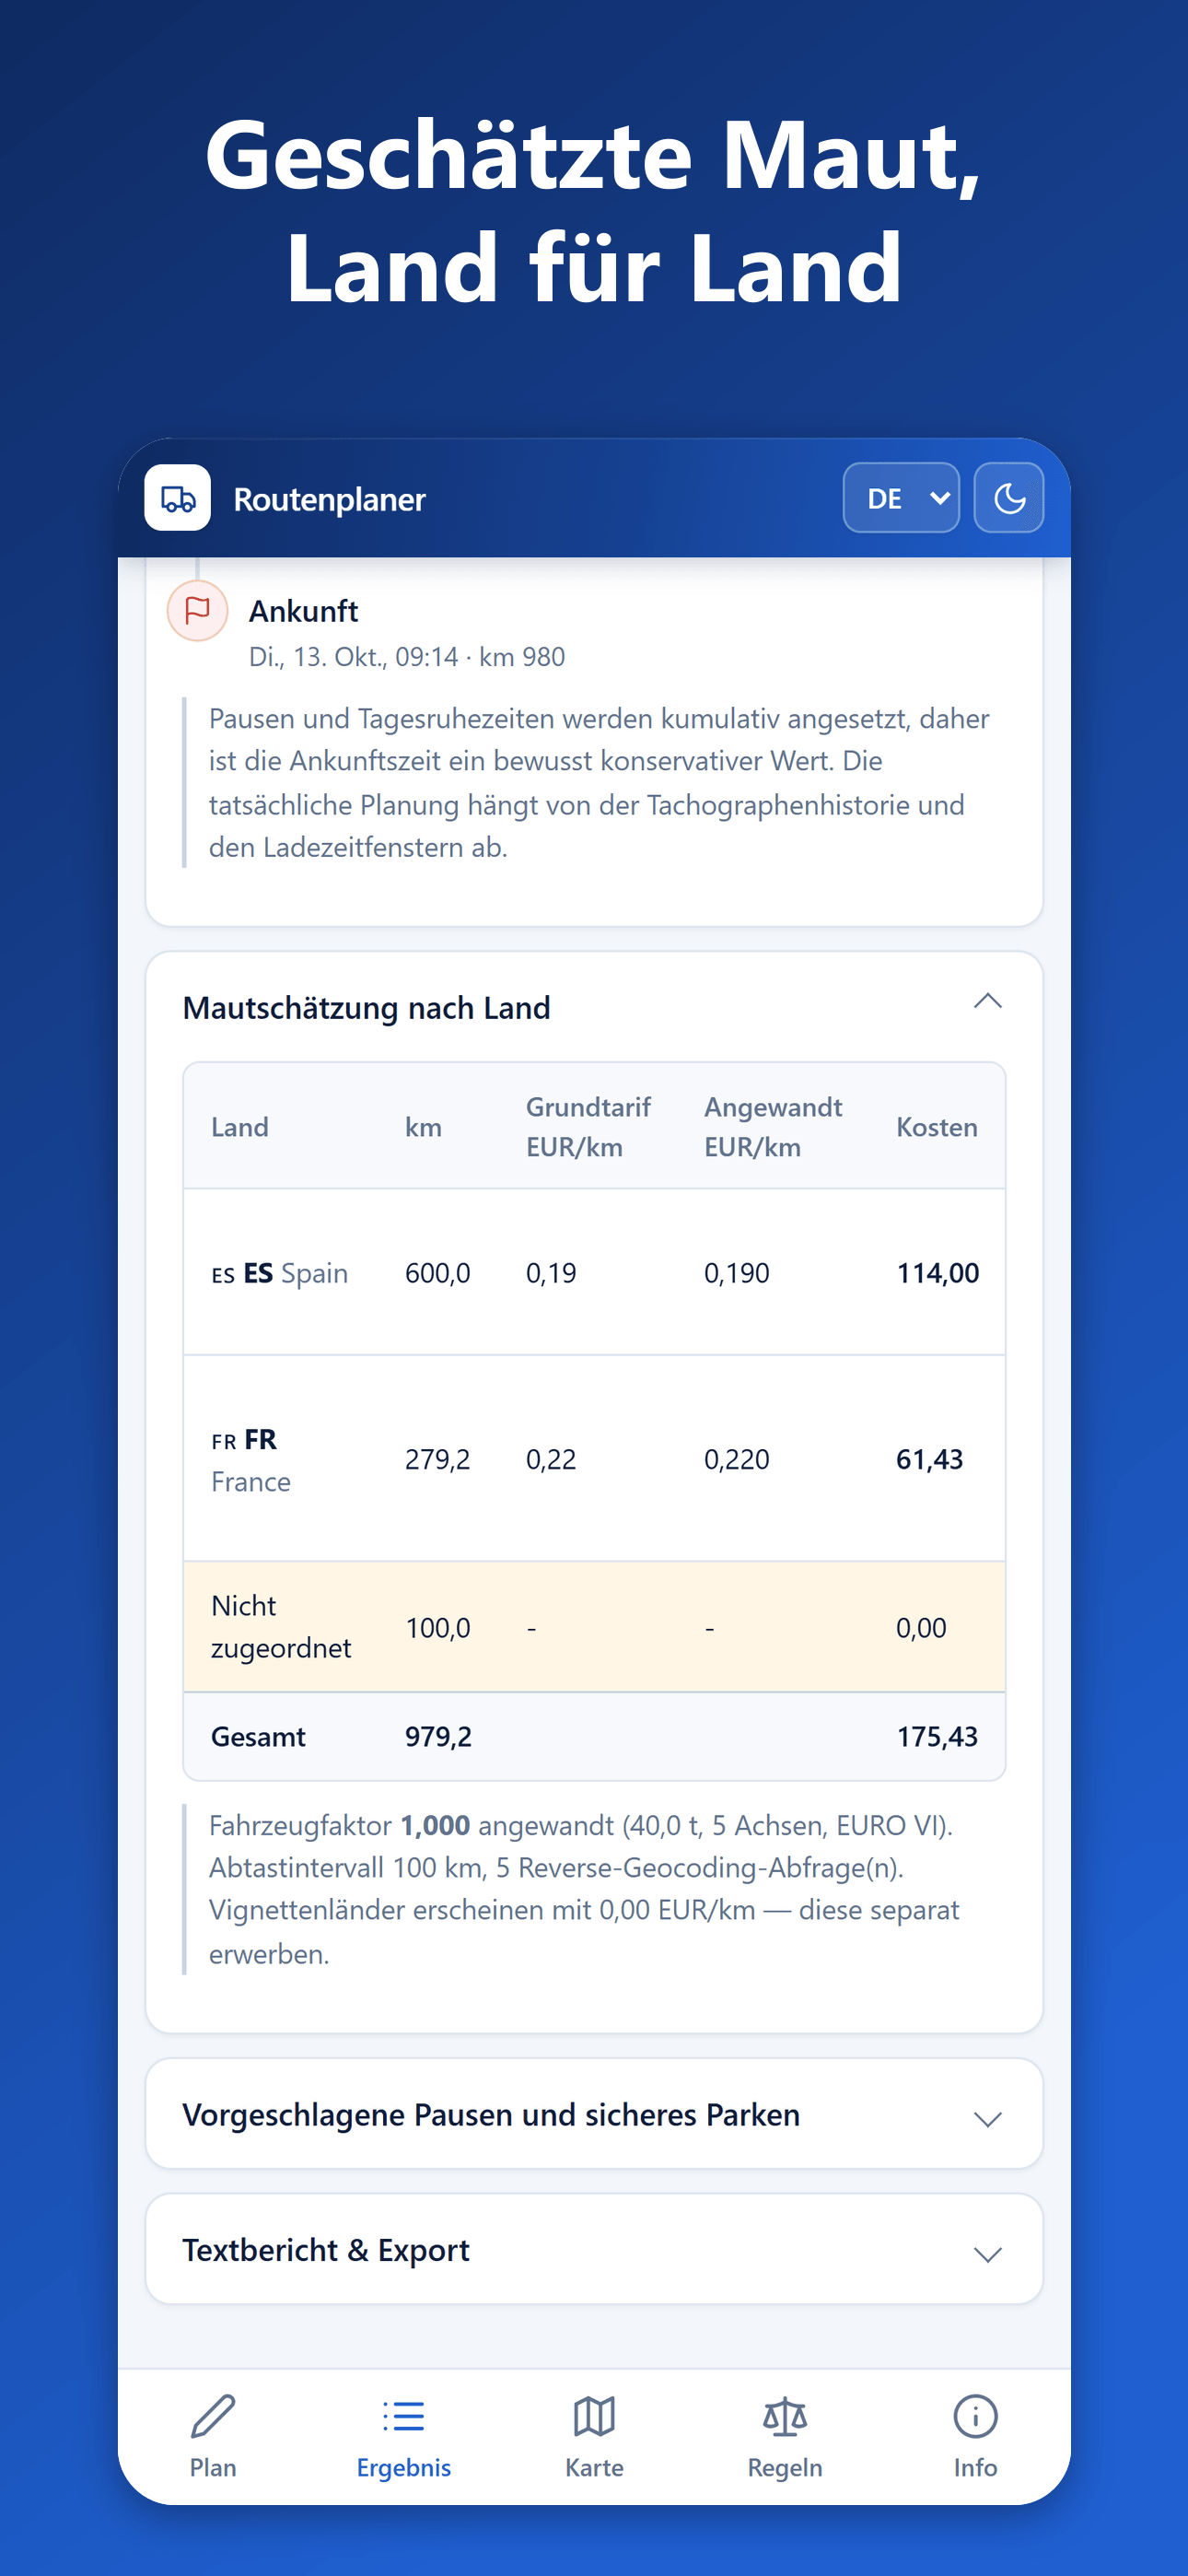 Geschätzte Maut,
Land für Land
Routenplaner
DE
Ankunft
Di., 13. Okt., 09:14 · km 980
Pausen und Tagesruhezeiten werden kumulativ angesetzt, daher
ist die Ankunftszeit ein bewusst konservativer Wert. Die
tatsächliche Planung hängt von der Tachographenhistorie und
den Ladezeitfenstern ab.
Mautschätzung nach Land
Land km Grundtarif EUR/km Angewandt EUR/km Kosten
ES ES Spain 600,0 0,19 0,190 114,00
FR FR France 279,2 0,22 0,220 61,43
Nicht zugeordnet 100,0 - - 0,00
Gesamt 979,2 175,43
Fahrzeugfaktor 1,000 angewandt (40,0 t, 5 Achsen, EURO VI).
Abtastintervall 100 km, 5 Reverse-Geocoding-Abfrage(n).
Vignettenländer erscheinen mit 0,00 EUR/km — diese separat
erwerben.
Vorgeschlagene Pausen und sicheres Parken
Textbericht & Export
Plan Ergebnis Karte Regeln Info